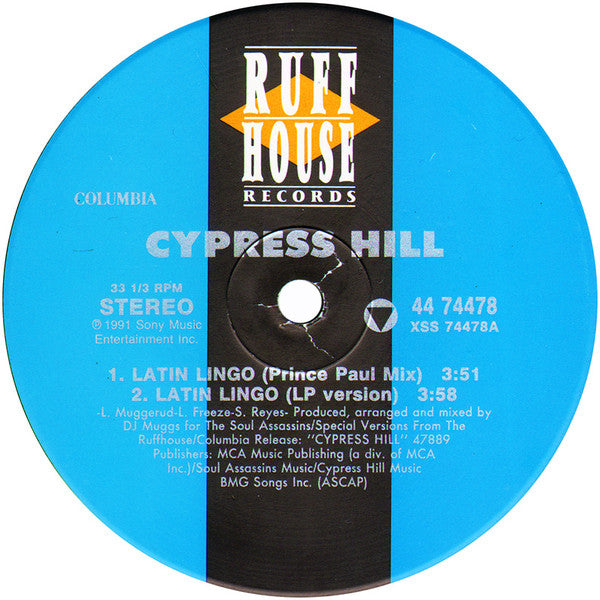 RUFF
HOUSE
RECORDS
COLUMBIA
CYPRESS HILL
33 1/3 RPM
STEREO
℗ 1991 Sony Music
Entertainment Inc.
44 74478
XSS 74478A
1. LATIN LINGO (Prince Paul Mix) 3:51
2. LATIN LINGO (LP version) 3:58
-L. Muggerud-L. Freeze-S. Reyes- Produced, arranged and mixed by
DJ Muggs for The Soul Assassins/Special Versions From The
Ruffhouse/Columbia Release: "CYPRESS HILL" 47889
Publishers: MCA Music Publishing (a div. of MCA
Inc.)/Soul Assassins Music/Cypress Hill Music
BMG Songs Inc. (ASCAP)